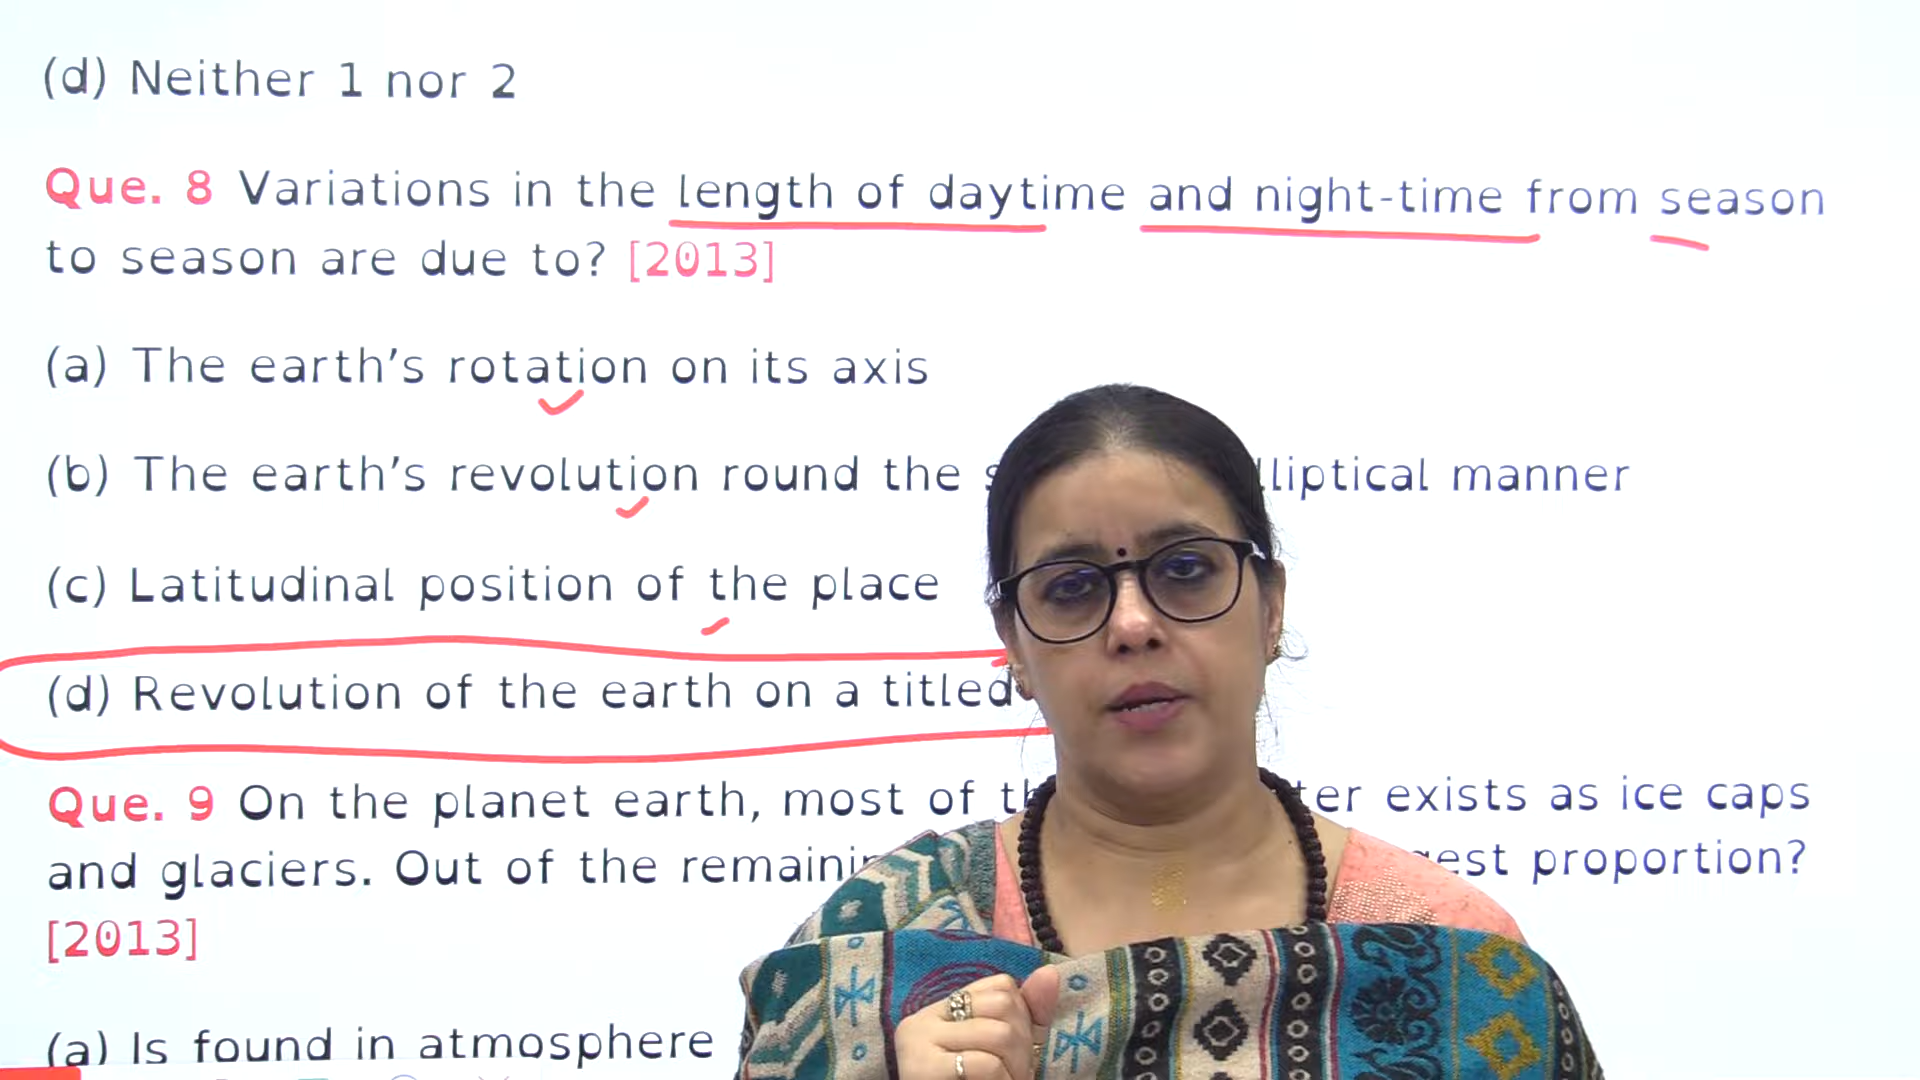 (d) Neither 1 nor 2
Que. 8 Variations in the length of daytime and night-time from season
to season are due to? [2013]
(a) The earth’s rotation on its axis
(b) The earth’s revolution round the lliptical manner
(c) Latitudinal position of the place
(d) Revolution of the earth on a titled
Que. 9 On the planet earth, most of exists as ice caps
and glaciers. Out of the proportion?
[2013]
(a) Is found in atmosphere